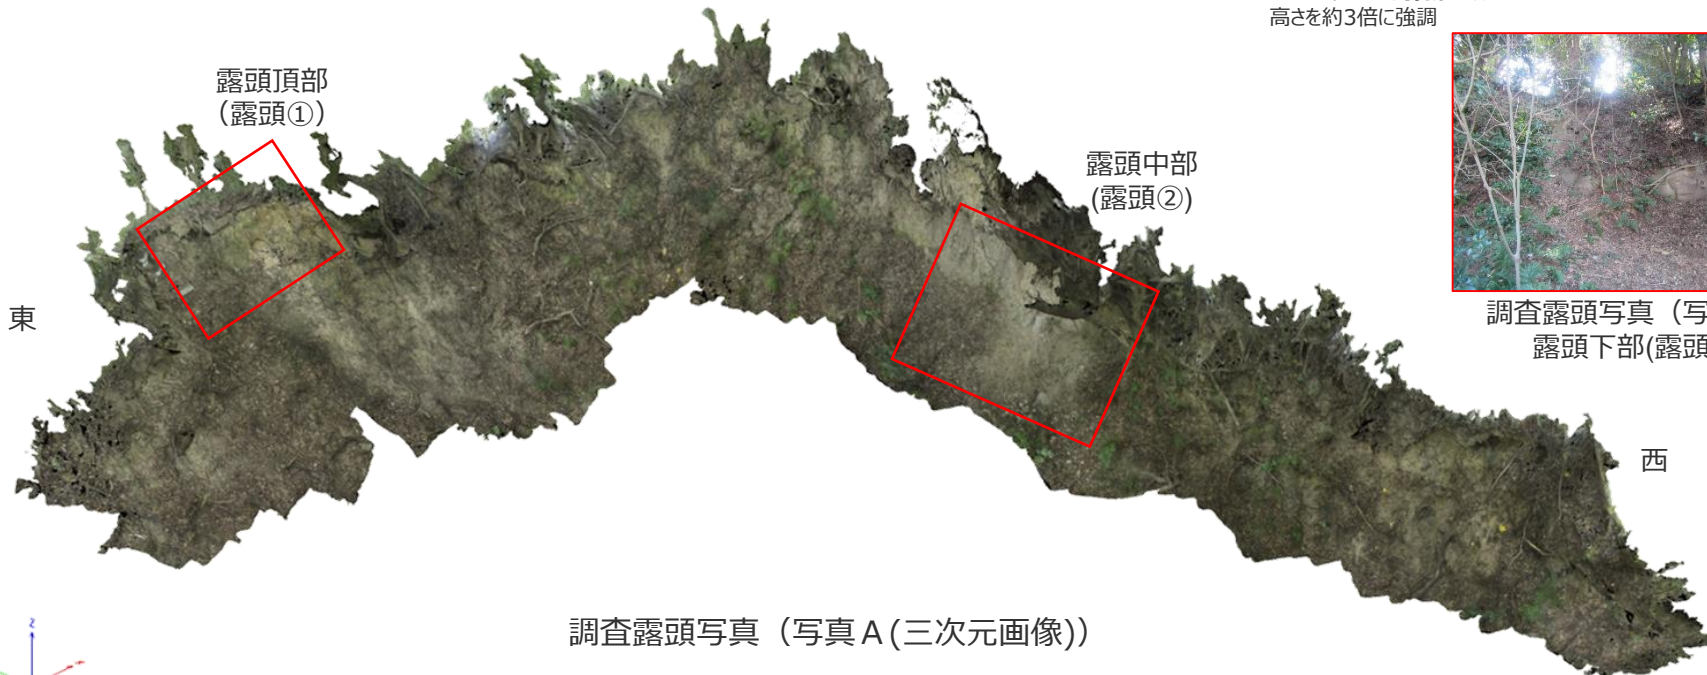 高さを約3倍に強調
露頭頂部
（露頭①）
露頭中部
(露頭②)
東
調査露頭写真（写
露頭下部(露頭
西
調査露頭写真（写真A(三次元画像)）
z